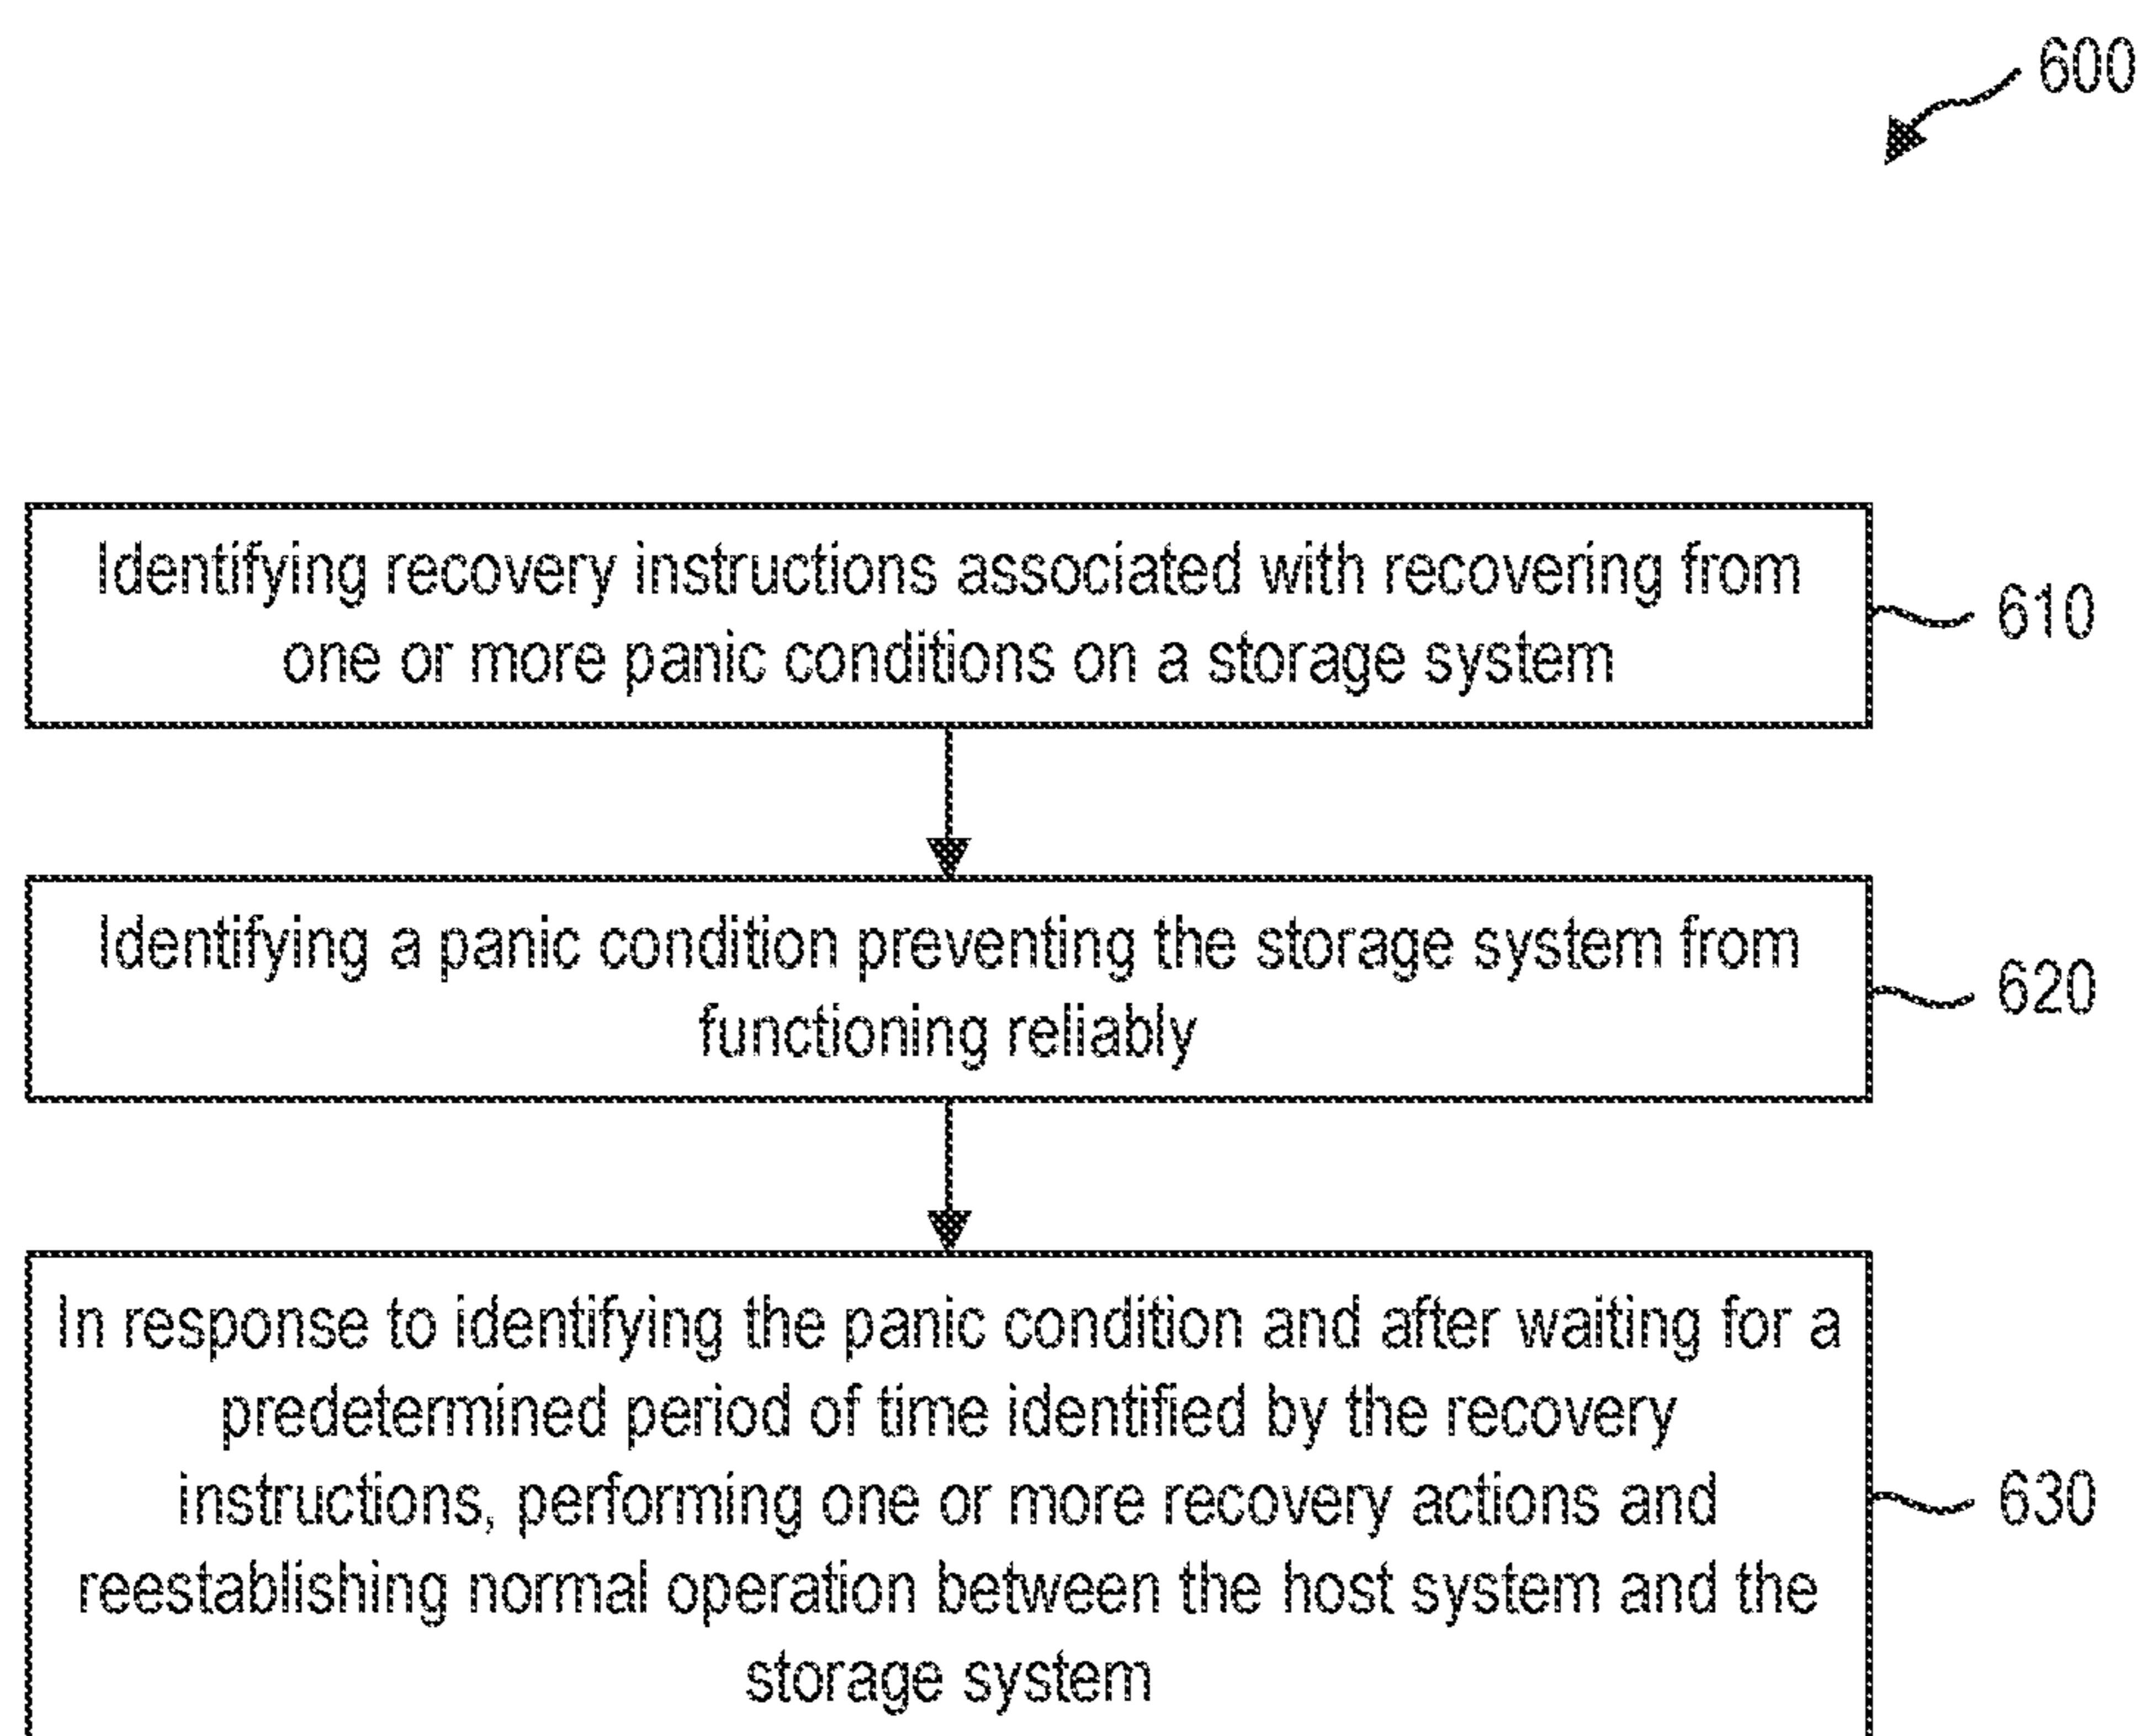 600
Identifying recovery instructions associated with recovering from
one or more panic conditions on a storage system
610
Identifying a panic condition preventing the storage system from
functioning reliably
620
In response to identifying the panic condition and after waiting for a
predetermined period of time identified by the recovery
instructions, performing one or more recovery actions and
reestablishing normal operation between the host system and the
storage system
630